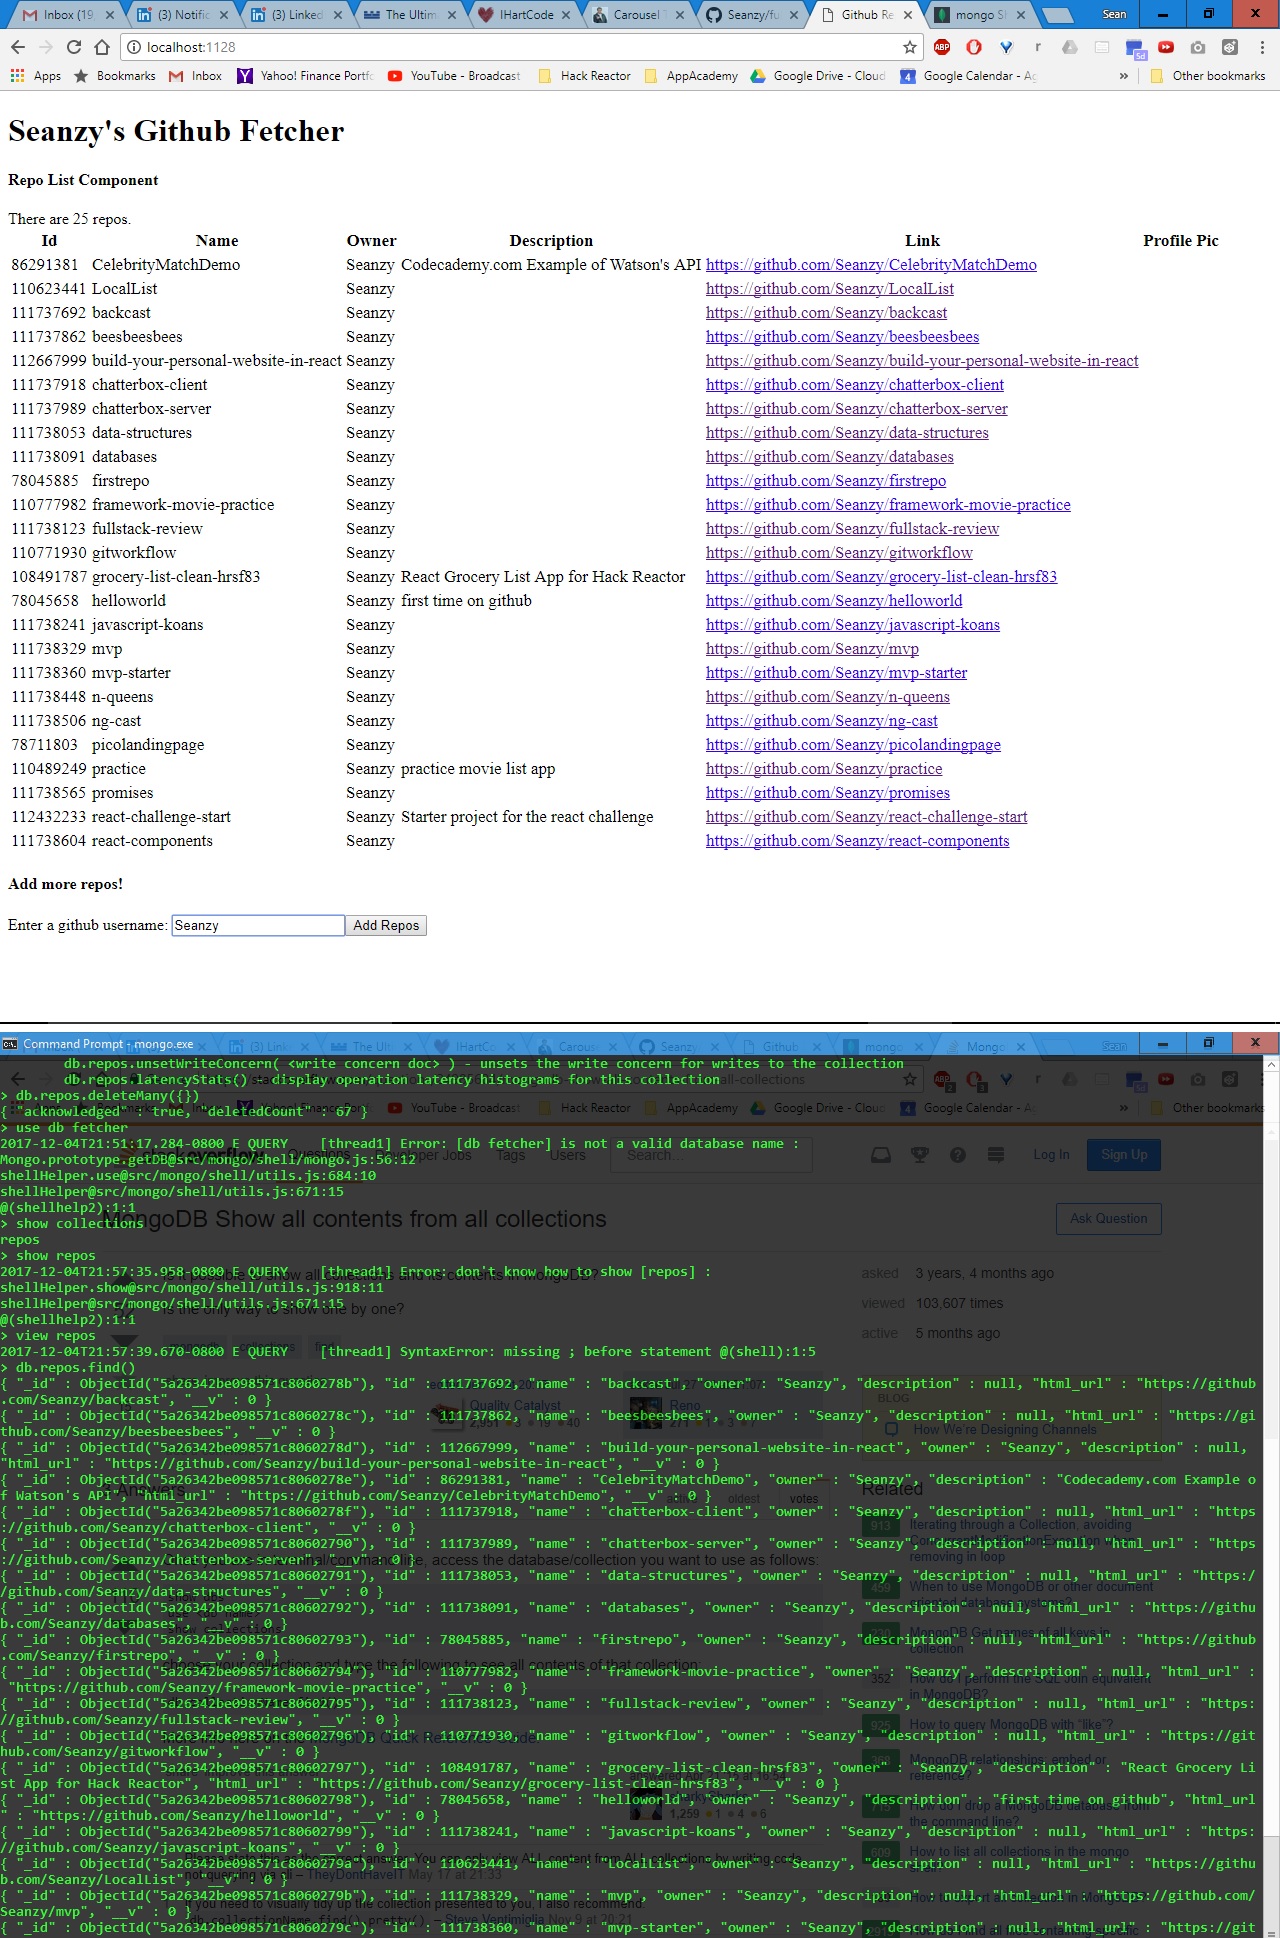 Inbox (19,
(3) Notific
(3) Linked
The Ultim
IHartCode
Carousel T
Seanzy/fu
Github Re
mongo Sh
Sean
localhost:1128
Apps
Bookmarks
Inbox
Yahoo! Finance Portfo
YouTube - Broadcast
Hack Reactor
AppAcademy
Google Drive - Cloud
Google Calendar - Ag
»
Other bookmarks
Seanzy's Github Fetcher
Repo List Component
There are 25 repos.
Id Name Owner Description Link Profile Pic
86291381 CelebrityMatchDemo Seanzy Codecademy.com Example of Watson's API https://github.com/Seanzy/CelebrityMatchDemo
110623441 LocalList Seanzy https://github.com/Seanzy/LocalList
111737692 backcast Seanzy https://github.com/Seanzy/backcast
111737862 beesbeesbees Seanzy https://github.com/Seanzy/beesbeesbees
112667999 build-your-personal-website-in-react Seanzy https://github.com/Seanzy/build-your-personal-website-in-react
111737918 chatterbox-client Seanzy https://github.com/Seanzy/chatterbox-client
111737989 chatterbox-server Seanzy https://github.com/Seanzy/chatterbox-server
111738053 data-structures Seanzy https://github.com/Seanzy/data-structures
111738091 databases Seanzy https://github.com/Seanzy/databases
78045885 firstrepo Seanzy https://github.com/Seanzy/firstrepo
110777982 framework-movie-practice Seanzy https://github.com/Seanzy/framework-movie-practice
111738123 fullstack-review Seanzy https://github.com/Seanzy/fullstack-review
110771930 gitworkflow Seanzy https://github.com/Seanzy/gitworkflow
108491787 grocery-list-clean-hrsf83 Seanzy React Grocery List App for Hack Reactor https://github.com/Seanzy/grocery-list-clean-hrsf83
78045658 helloworld Seanzy first time on github https://github.com/Seanzy/helloworld
111738241 javascript-koans Seanzy https://github.com/Seanzy/javascript-koans
111738329 mvp Seanzy https://github.com/Seanzy/mvp
111738360 mvp-starter Seanzy https://github.com/Seanzy/mvp-starter
111738448 n-queens Seanzy https://github.com/Seanzy/n-queens
111738506 ng-cast Seanzy https://github.com/Seanzy/ng-cast
78711803 picolandingpage Seanzy https://github.com/Seanzy/picolandingpage
110489249 practice Seanzy practice movie list app https://github.com/Seanzy/practice
111738565 promises Seanzy https://github.com/Seanzy/promises
112432233 react-challenge-start Seanzy Starter project for the react challenge https://github.com/Seanzy/react-challenge-start
111738604 react-components Seanzy https://github.com/Seanzy/react-components
Add more repos!
Enter a github username: Seanzy Add Repos
Command Prompt - mongo.exe
db.repos.unsetWriteConcern( <write concern doc> ) - unsets the write concern for writes to the collection
db.repos.latencyStats() - display operation latency histograms for this collection
> db.repos.deleteMany({})
{ "acknowledged" : true, "deletedCount" : 67 }
> use db fetcher
2017-12-04T21:51:17.284-0800 E QUERY    [thread1] Error: [db fetcher] is not a valid database name :
Mongo.prototype.getDB@src/mongo/shell/mongo.js:56:12
shellHelper.use@src/mongo/shell/utils.js:684:10
shellHelper@src/mongo/shell/utils.js:671:15
@(shellhelp2):1:1
> show collections
repos
> show repos
2017-12-04T21:57:35.958-0800 E QUERY    [thread1] Error: don't know how to show [repos] :
shellHelper.show@src/mongo/shell/utils.js:918:11
shellHelper@src/mongo/shell/utils.js:671:15
@(shellhelp2):1:1
> view repos
2017-12-04T21:57:39.670-0800 E QUERY    [thread1] SyntaxError: missing ; before statement @(shell):1:5
> db.repos.find()
{ "_id" : ObjectId("5a26342be098571c8060278b"), "id" : 111737692, "name" : "backcast", "owner" : "Seanzy", "description" : null, "html_url" : "https://github
.com/Seanzy/backcast", "__v" : 0 }
{ "_id" : ObjectId("5a26342be098571c8060278c"), "id" : 111737862, "name" : "beesbeesbees", "owner" : "Seanzy", "description" : null, "html_url" : "https://gi
thub.com/Seanzy/beesbeesbees", "__v" : 0 }
{ "_id" : ObjectId("5a26342be098571c8060278d"), "id" : 112667999, "name" : "build-your-personal-website-in-react", "owner" : "Seanzy", "description" : null,
"html_url" : "https://github.com/Seanzy/build-your-personal-website-in-react", "__v" : 0 }
{ "_id" : ObjectId("5a26342be098571c8060278e"), "id" : 86291381, "name" : "CelebrityMatchDemo", "owner" : "Seanzy", "description" : "Codecademy.com Example o
f Watson's API", "html_url" : "https://github.com/Seanzy/CelebrityMatchDemo", "__v" : 0 }
{ "_id" : ObjectId("5a26342be098571c8060278f"), "id" : 111737918, "name" : "chatterbox-client", "owner" : "Seanzy", "description" : null, "html_url" : "https
://github.com/Seanzy/chatterbox-client", "__v" : 0 }
{ "_id" : ObjectId("5a26342be098571c80602790"), "id" : 111737989, "name" : "chatterbox-server", "owner" : "Seanzy", "description" : null, "html_url" : "https
://github.com/Seanzy/chatterbox-server", "__v" : 0 }
{ "_id" : ObjectId("5a26342be098571c80602791"), "id" : 111738053, "name" : "data-structures", "owner" : "Seanzy", "description" : null, "html_url" : "https:/
/github.com/Seanzy/data-structures", "__v" : 0 }
{ "_id" : ObjectId("5a26342be098571c80602792"), "id" : 111738091, "name" : "databases", "owner" : "Seanzy", "description" : null, "html_url" : "https://githu
b.com/Seanzy/databases", "__v" : 0 }
{ "_id" : ObjectId("5a26342be098571c80602793"), "id" : 78045885, "name" : "firstrepo", "owner" : "Seanzy", "description" : null, "html_url" : "https://github
.com/Seanzy/firstrepo", "__v" : 0 }
{ "_id" : ObjectId("5a26342be098571c80602794"), "id" : 110777982, "name" : "framework-movie-practice", "owner" : "Seanzy", "description" : null, "html_url" :
"https://github.com/Seanzy/framework-movie-practice", "__v" : 0 }
{ "_id" : ObjectId("5a26342be098571c80602795"), "id" : 111738123, "name" : "fullstack-review", "owner" : "Seanzy", "description" : null, "html_url" : "https:
//github.com/Seanzy/fullstack-review", "__v" : 0 }
{ "_id" : ObjectId("5a26342be098571c80602796"), "id" : 110771930, "name" : "gitworkflow", "owner" : "Seanzy", "description" : null, "html_url" : "https://git
hub.com/Seanzy/gitworkflow", "__v" : 0 }
{ "_id" : ObjectId("5a26342be098571c80602797"), "id" : 108491787, "name" : "grocery-list-clean-hrsf83", "owner" : "Seanzy", "description" : "React Grocery Li
st App for Hack Reactor", "html_url" : "https://github.com/Seanzy/grocery-list-clean-hrsf83", "__v" : 0 }
{ "_id" : ObjectId("5a26342be098571c80602798"), "id" : 78045658, "name" : "helloworld", "owner" : "Seanzy", "description" : "first time on github", "html_url
" : "https://github.com/Seanzy/helloworld", "__v" : 0 }
{ "_id" : ObjectId("5a26342be098571c80602799"), "id" : 111738241, "name" : "javascript-koans", "owner" : "Seanzy", "description" : null, "html_url" : "https:
//github.com/Seanzy/javascript-koans", "__v" : 0 }
{ "_id" : ObjectId("5a26342be098571c8060279a"), "id" : 110623441, "name" : "LocalList", "owner" : "Seanzy", "description" : null, "html_url" : "https://githu
b.com/Seanzy/LocalList", "__v" : 0 }
{ "_id" : ObjectId("5a26342be098571c8060279b"), "id" : 111738329, "name" : "mvp", "owner" : "Seanzy", "description" : null, "html_url" : "https://github.com/
Seanzy/mvp", "__v" : 0 }
{ "_id" : ObjectId("5a26342be098571c8060279c"), "id" : 111738360, "name" : "mvp-starter", "owner" : "Seanzy", "description" : null, "html_url" : "https://git
Log In
Sign Up
MongoDB Show all contents from all collections
Ask Question
asked 3 years, 4 months ago
viewed 103,607 times
active 5 months ago